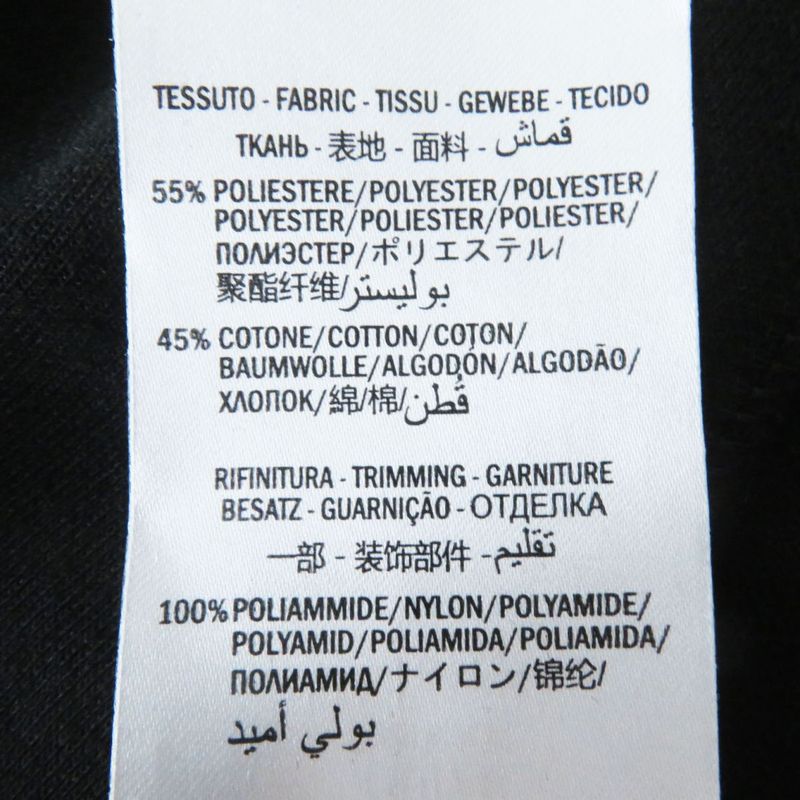 TESSUTO - FABRIC - TISSU - GEWEBE - TECIDO
ТКАНЬ - 表地 - 面料 - قماش
55% POLIESTERE/POLYESTER/POLYESTER/
POLYESTER/POLIESTER/POLIESTER/
ПОЛИЭСТЕР/ポリエステル/
聚酯纤维/بوليستر
45% COTONE/COTTON/COTON/
BAUMWOLLE/ALGODÓN/ALGODÃO/
ХЛОПОК/綿/棉/قُطن
RIFINITURA - TRIMMING - GARNITURE
BESATZ - GUARNIÇÃO - ОТДЕЛКА
一部 - 装饰部件 - تقليم
100% POLIAMMIDE/NYLON/POLYAMIDE/
POLYAMID/POLIAMIDA/POLIAMIDA/
ПОЛИАМИД/ナイロン/锦纶/
بولي أميد